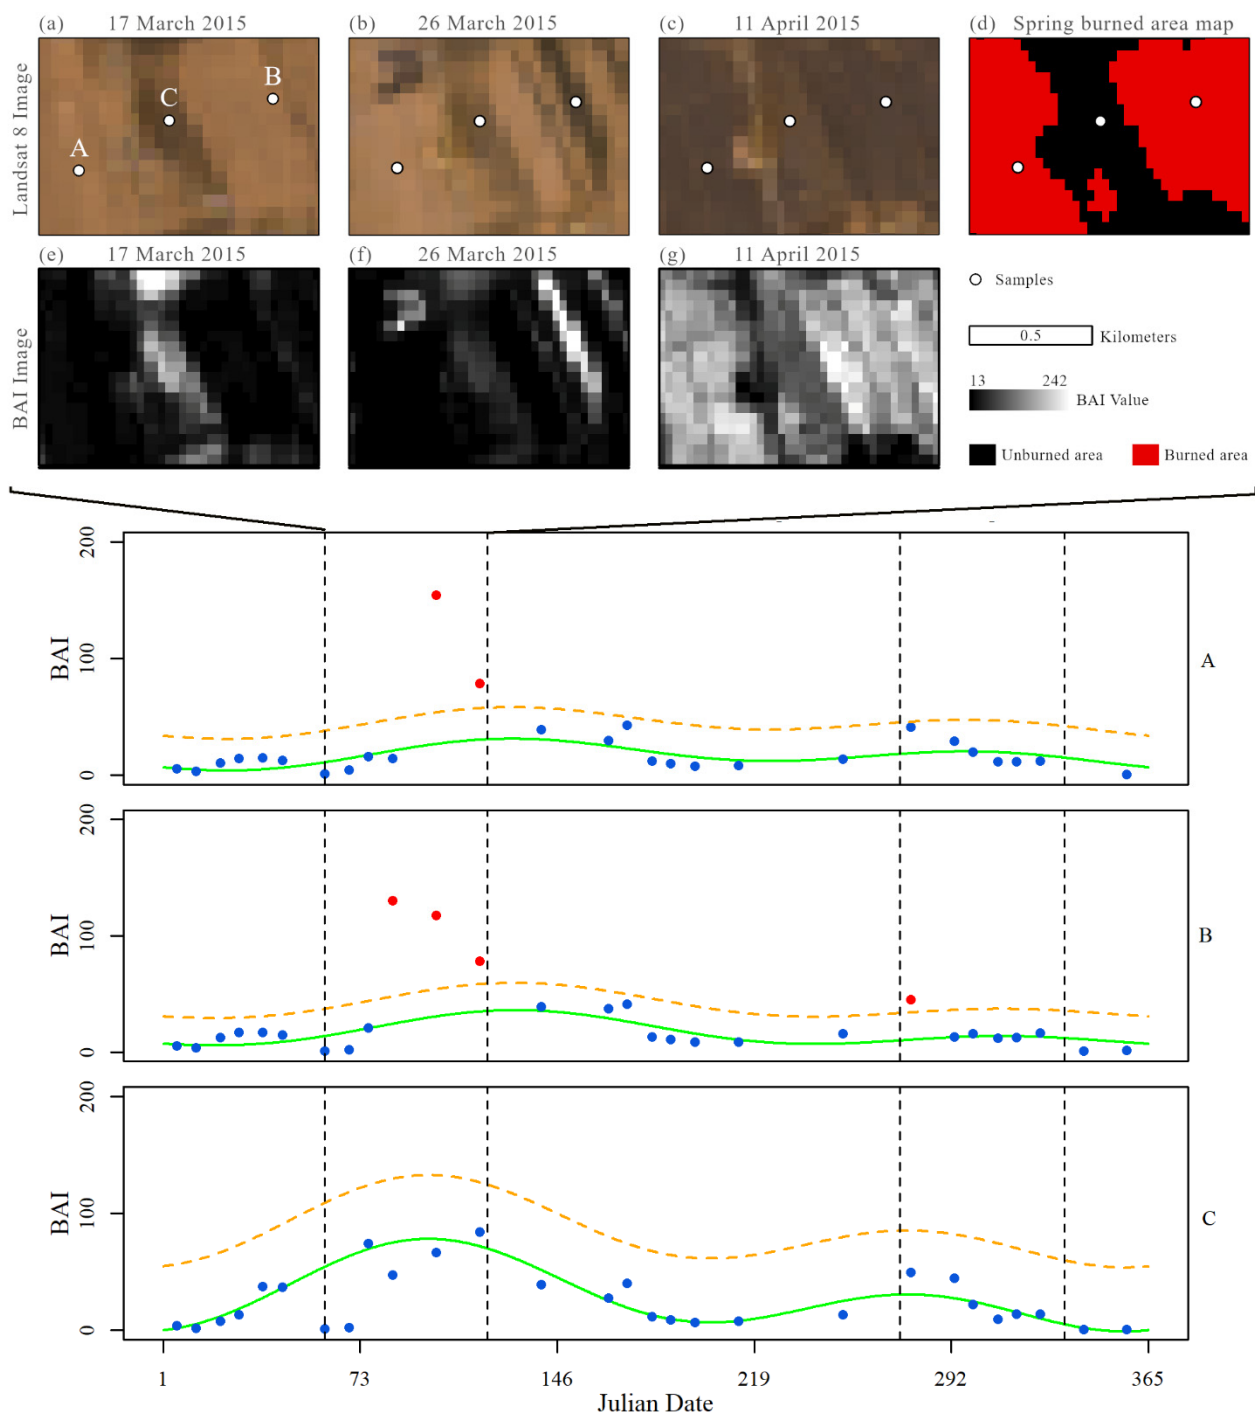 (a) 17 March 2015
(b) 26 March 2015
(c) 11 April 2015
(d) Spring burned area map
Landsat 8 Image
A
C
B
(e) 17 March 2015
(f) 26 March 2015
(g) 11 April 2015
BAI Image
Samples
0.5 Kilometers
13 242
BAI Value
Unburned area
Burned area
200
100
0
BAI
A
200
100
0
BAI
B
200
100
0
BAI
C
1 73 146 219 292 365
Julian Date